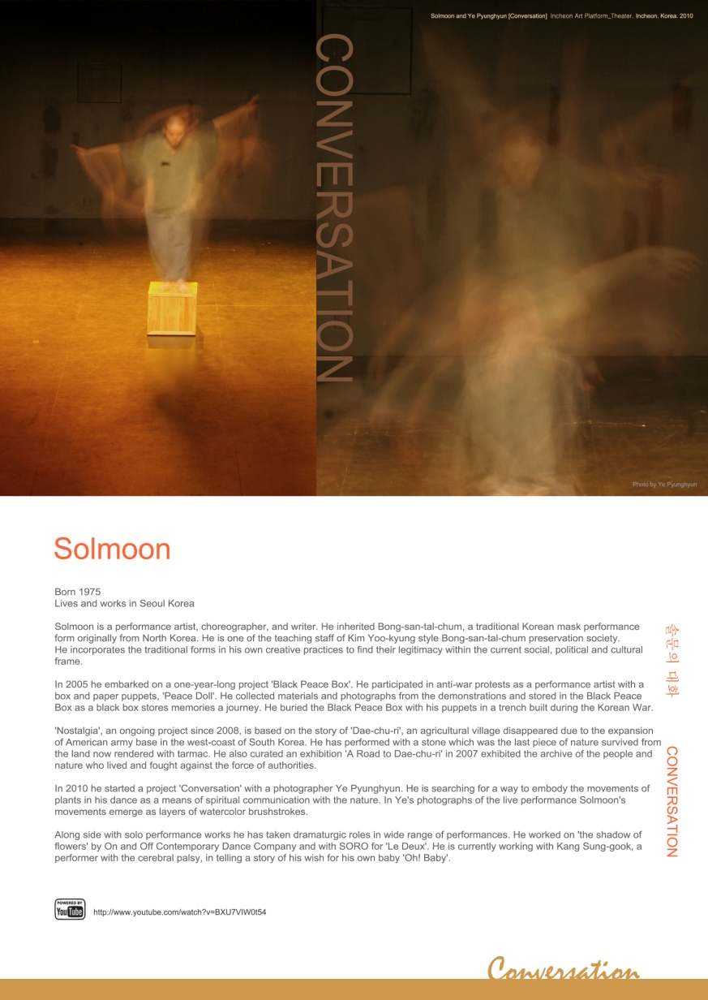 Solmoon and Ye Pyunghyun [Conversation] Incheon Art Platform_Theater. Incheon. Korea. 2010
CONVERSATION
Photo by Ye Pyunghyun
Solmoon
Born 1975
Lives and works in Seoul Korea
Solmoon is a performance artist, choreographer, and writer. He inherited Bong-san-tal-chum, a traditional Korean mask performance
form originally from North Korea. He is one of the teaching staff of Kim Yoo-kyung style Bong-san-tal-chum preservation society.
He incorporates the traditional forms in his own creative practices to find their legitimacy within the current social, political and cultural
frame.
In 2005 he embarked on a one-year-long project 'Black Peace Box'. He participated in anti-war protests as a performance artist with a
box and paper puppets, 'Peace Doll'. He collected materials and photographs from the demonstrations and stored in the Black Peace
Box as a black box stores memories a journey. He buried the Black Peace Box with his puppets in a trench built during the Korean War.
'Nostalgia', an ongoing project since 2008, is based on the story of 'Dae-chu-ri', an agricultural village disappeared due to the expansion
of American army base in the west-coast of South Korea. He has performed with a stone which was the last piece of nature survived from
the land now rendered with tarmac. He also curated an exhibition 'A Road to Dae-chu-ri' in 2007 exhibited the archive of the people and
nature who lived and fought against the force of authorities.
In 2010 he started a project 'Conversation' with a photographer Ye Pyunghyun. He is searching for a way to embody the movements of
plants in his dance as a means of spiritual communication with the nature. In Ye's photographs of the live performance Solmoon's
movements emerge as layers of watercolor brushstrokes.
Along side with solo performance works he has taken dramaturgic roles in wide range of performances. He worked on 'the shadow of
flowers' by On and Off Contemporary Dance Company and with SORO for 'Le Deux'. He is currently working with Kang Sung-gook, a
performer with the cerebral palsy, in telling a story of his wish for his own baby 'Oh! Baby'.
솔문의 대화
CONVERSATION
POWERED BY
YouTube
http://www.youtube.com/watch?v=BXU7VIW0t54
Conversation